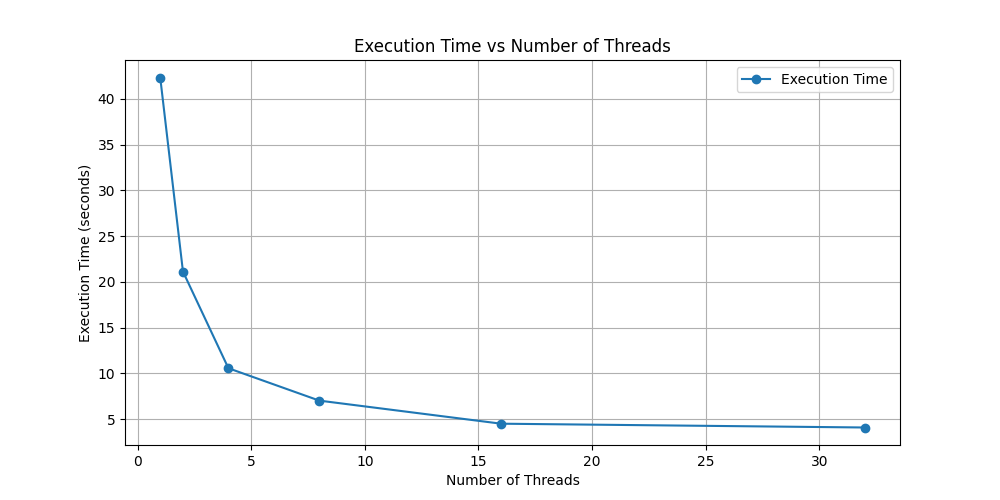 Execution Time vs Number of Threads
Execution Time
Execution Time (seconds)
40
35
30
25
20
15
10
5
0 5 10 15 20 25 30
Number of Threads